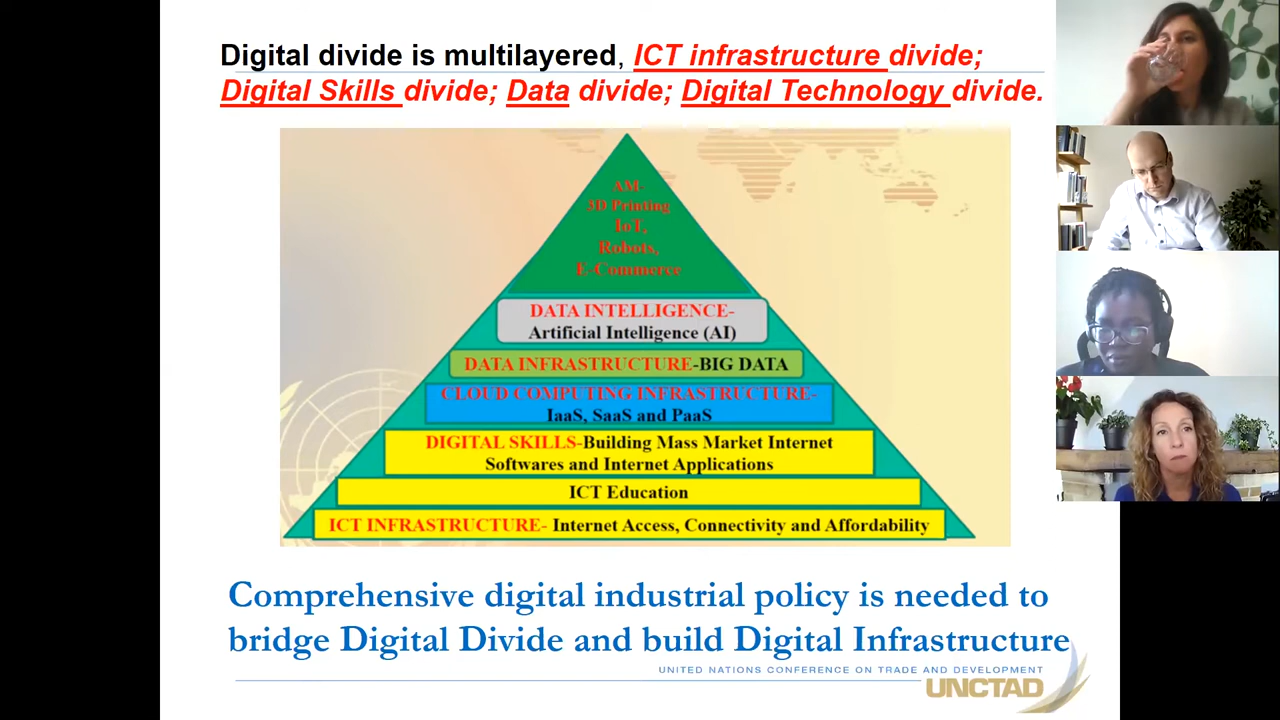 Digital divide is multilayered, ICT infrastructure divide;
Digital Skills divide; Data divide; Digital Technology divide.
AM-
3D Printing
IoT,
Robots,
E-Commerce
DATA INTELLIGENCE-
Artificial Intelligence (AI)
DATA INFRASTRUCTURE-BIG DATA
CLOUD COMPUTING INFRASTRUCTURE-
IaaS, SaaS and PaaS
DIGITAL SKILLS-Building Mass Market Internet
Softwares and Internet Applications
ICT Education
ICT INFRASTRUCTURE- Internet Access, Connectivity and Affordability
Comprehensive digital industrial policy is needed to
bridge Digital Divide and build Digital Infrastructure
UNITED NATIONS CONFERENCE ON TRADE AND DEVELOPMENT
UNCTAD